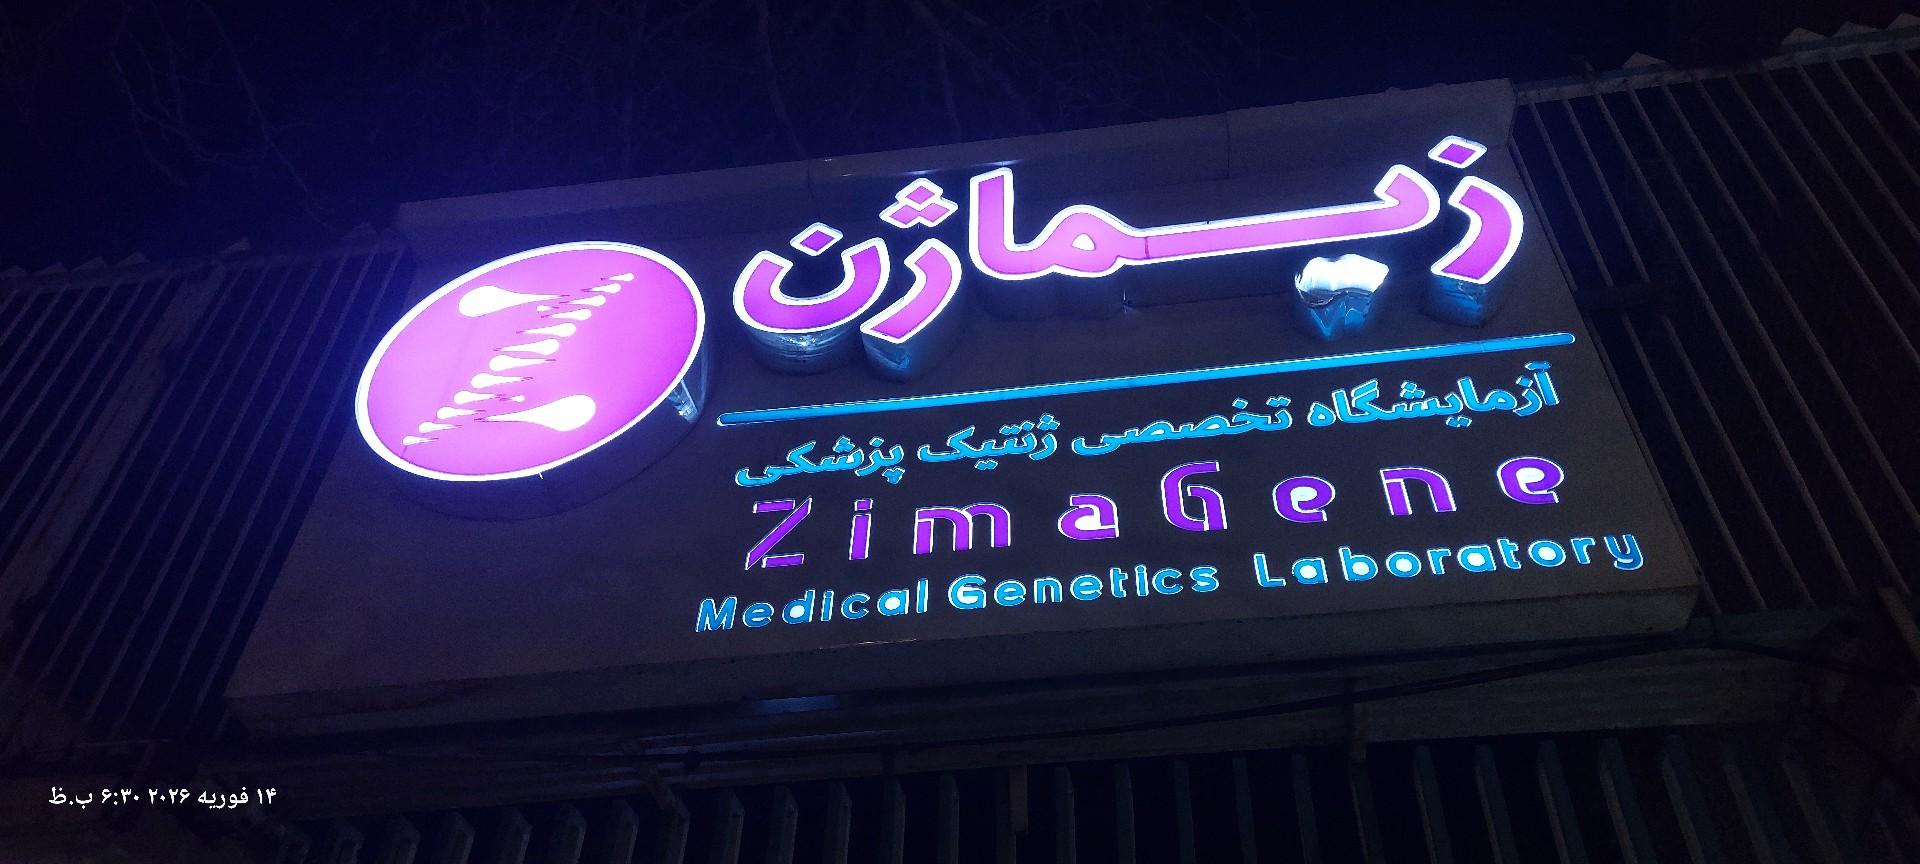 زیماژن
آزمایشگاه تخصصی ژنتیک پزشکی
ZimaGene
Medical Genetics Laboratory
۱۴ فوریه ۲۰۲۶ ۶:۳۰ ب.ظ